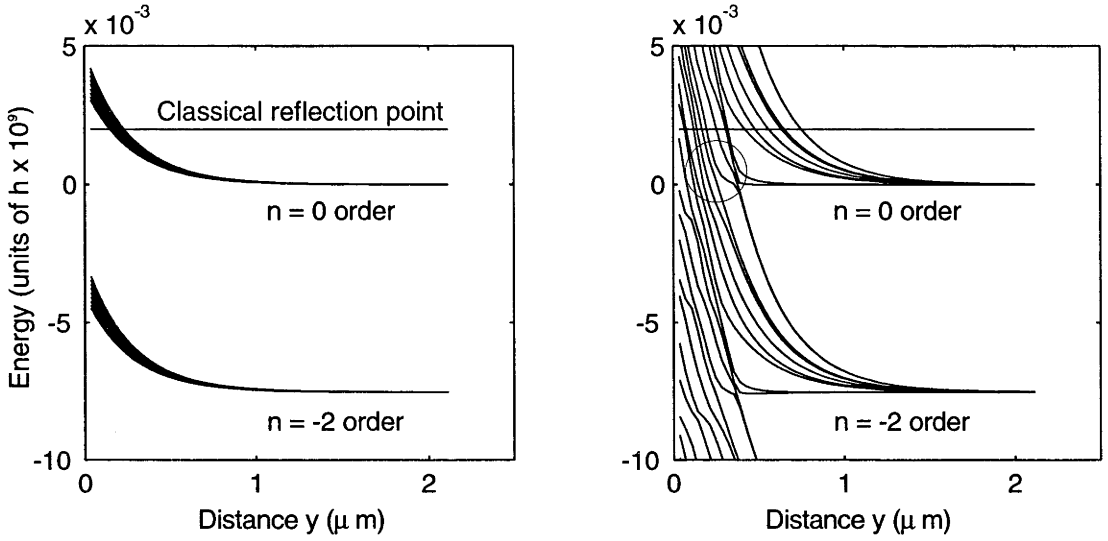 x 10⁻³
5
0
-5
-10
Energy (units of h x 10⁹)
Classical reflection point
n = 0 order
n = -2 order
0
1
2
Distance y (μ m)
x 10⁻³
5
0
-5
-10
n = 0 order
n = -2 order
0
1
2
Distance y (μ m)